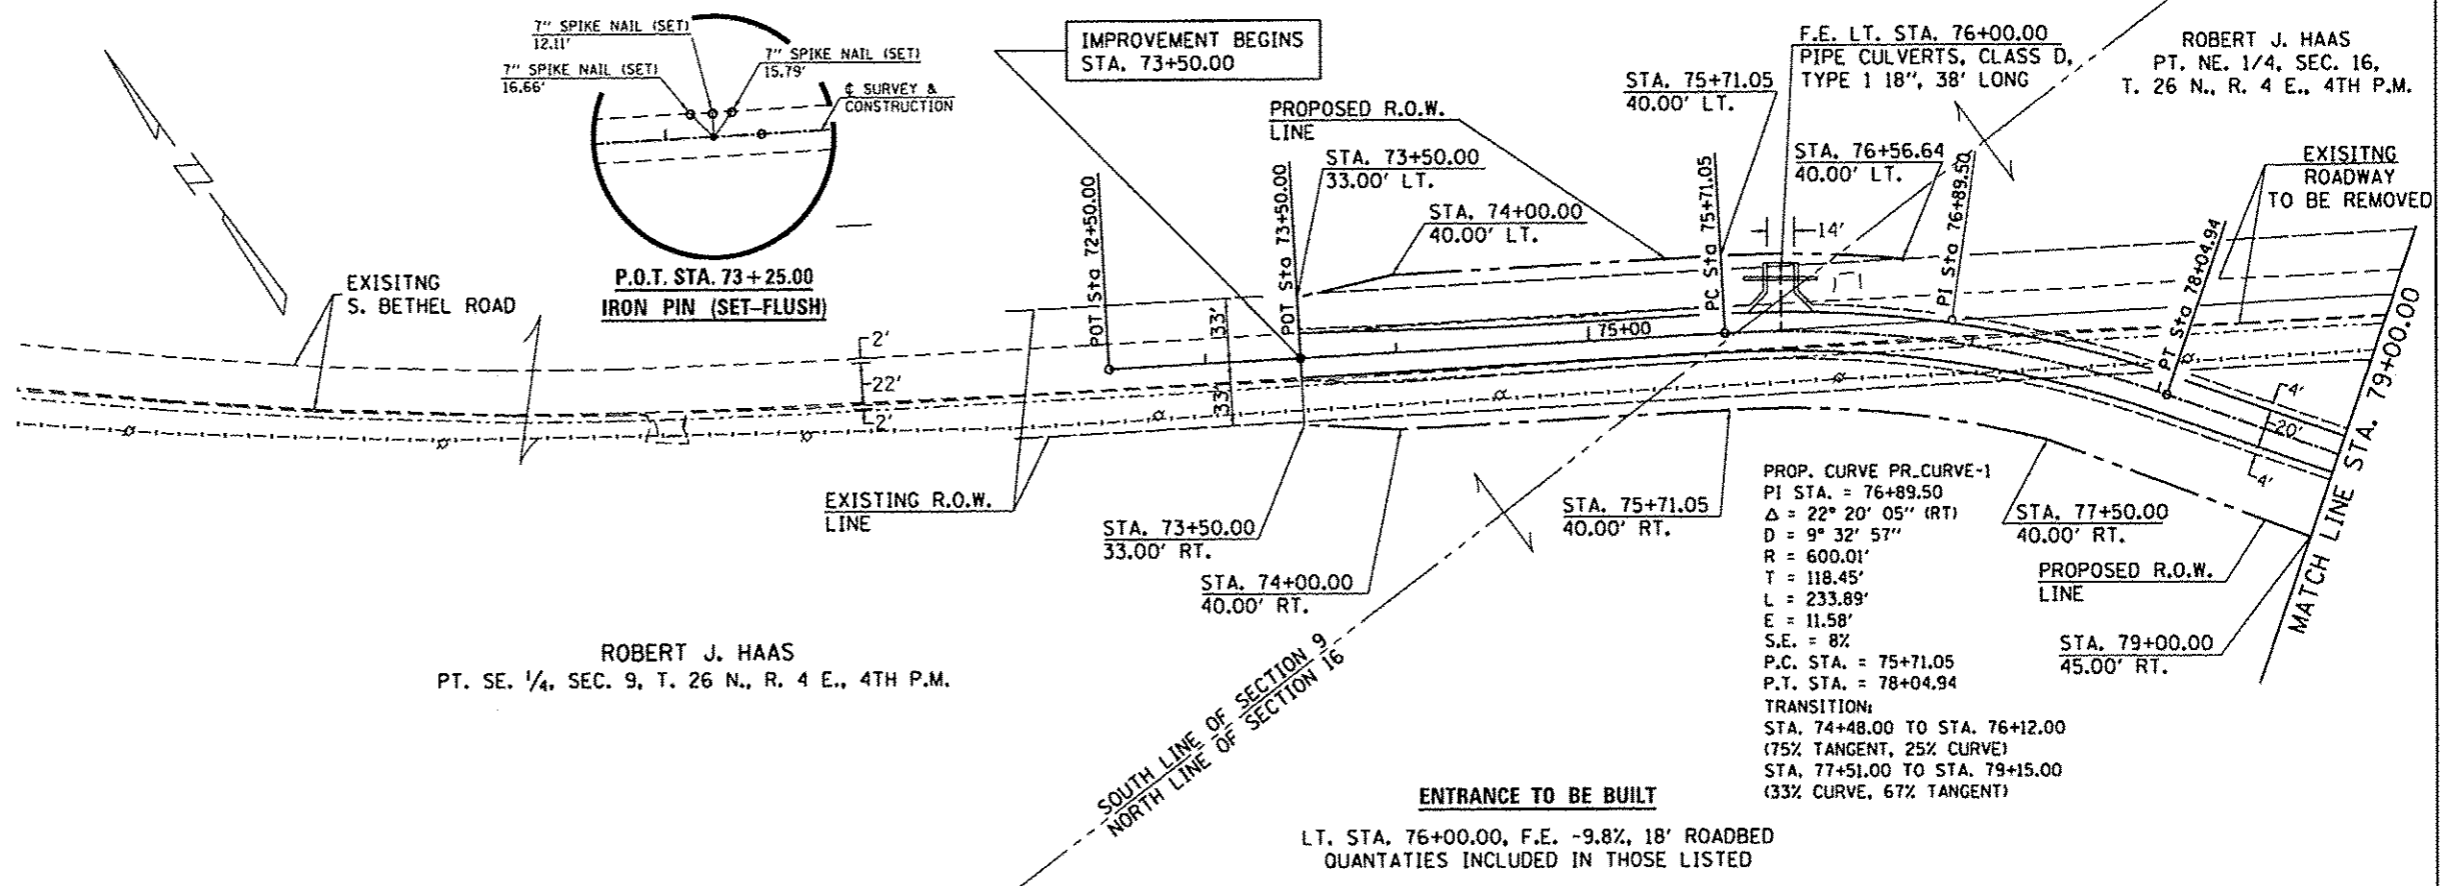 7" SPIKE NAIL (SET)
12.11'
7" SPIKE NAIL (SET)
15.79'
7" SPIKE NAIL (SET)
16.66'
℄ SURVEY &
CONSTRUCTION
P.O.T. STA. 73+25.00
IRON PIN (SET-FLUSH)
IMPROVEMENT BEGINS
STA. 73+50.00
F.E. LT. STA. 76+00.00
PIPE CULVERTS, CLASS D,
TYPE 1 18", 38' LONG
ROBERT J. HAAS
PT. NE. 1/4, SEC. 16,
T. 26 N., R. 4 E., 4TH P.M.
STA. 75+71.05
40.00' LT.
PROPOSED R.O.W.
LINE
STA. 73+50.00
33.00' LT.
STA. 74+00.00
40.00' LT.
STA. 76+56.64
40.00' LT.
EXISITNG
ROADWAY
TO BE REMOVED
14'
EXISITNG
S. BETHEL ROAD
POT Sta 72+50.00
POT Sta 73+50.00
PC Sta 75+71.05
PI Sta 76+89.50
PT Sta 78+04.94
2'
22'
2'
33'
33'
75+00
4'
20'
4'
MATCH LINE STA. 79+00.00
EXISTING R.O.W.
LINE
STA. 73+50.00
33.00' RT.
STA. 74+00.00
40.00' RT.
STA. 75+71.05
40.00' RT.
STA. 77+50.00
40.00' RT.
PROPOSED R.O.W.
LINE
STA. 79+00.00
45.00' RT.
PROP. CURVE PR_CURVE-1
PI STA. = 76+89.50
Δ = 22° 20' 05" (RT)
D = 9° 32' 57"
R = 600.01'
T = 118.45'
L = 233.89'
E = 11.58'
S.E. = 8%
P.C. STA. = 75+71.05
P.T. STA. = 78+04.94
TRANSITION:
STA. 74+48.00 TO STA. 76+12.00
(75% TANGENT, 25% CURVE)
STA. 77+51.00 TO STA. 79+15.00
(33% CURVE, 67% TANGENT)
ROBERT J. HAAS
PT. SE. 1/4, SEC. 9, T. 26 N., R. 4 E., 4TH P.M.
SOUTH LINE OF SECTION 9
NORTH LINE OF SECTION 16
ENTRANCE TO BE BUILT
LT. STA. 76+00.00, F.E. -9.8%, 18' ROADBED
QUANTATIES INCLUDED IN THOSE LISTED